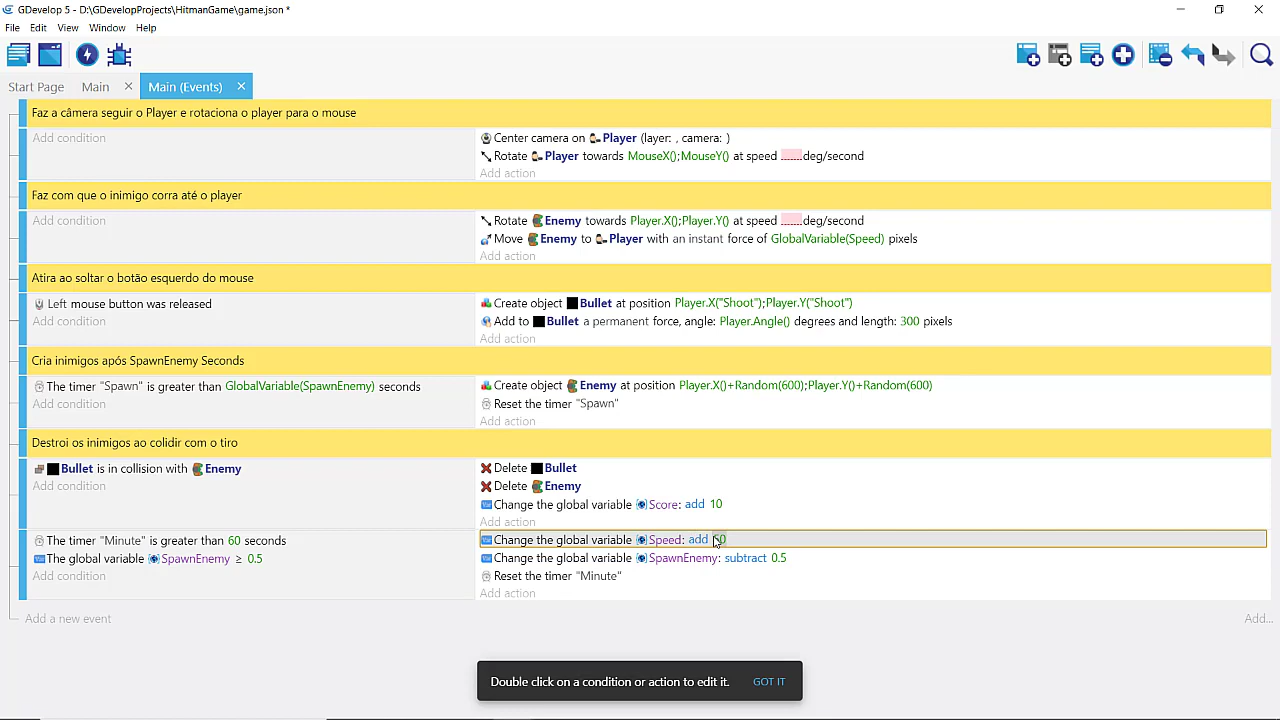 GDevelop 5 - D:\GDevelopProjects\HitmanGame\game.json *
File Edit View Window Help
Start Page Main Main (Events)
Faz a câmera seguir o Player e rotaciona o player para o mouse
Add condition
Center camera on Player (layer: , camera: )
Rotate Player towards MouseX();MouseY() at speed deg/second
Add action
Faz com que o inimigo corra até o player
Add condition
Rotate Enemy towards Player.X();Player.Y() at speed deg/second
Move Enemy to Player with an instant force of GlobalVariable(Speed) pixels
Add action
Atira ao soltar o botão esquerdo do mouse
Left mouse button was released
Add condition
Create object Bullet at position Player.X("Shoot");Player.Y("Shoot")
Add to Bullet a permanent force, angle: Player.Angle() degrees and length: 300 pixels
Add action
Cria inimigos após SpawnEnemy Seconds
The timer "Spawn" is greater than GlobalVariable(SpawnEnemy) seconds
Add condition
Create object Enemy at position Player.X()+Random(600);Player.Y()+Random(600)
Reset the timer "Spawn"
Add action
Destroi os inimigos ao colidir com o tiro
Bullet is in collision with Enemy
Add condition
Delete Bullet
Delete Enemy
Change the global variable Score: add 10
Add action
The timer "Minute" is greater than 60 seconds
The global variable SpawnEnemy ≥ 0.5
Add condition
Change the global variable Speed: add
Change the global variable SpawnEnemy: subtract 0.5
Reset the timer "Minute"
Add action
Add a new event
Add...
Double click on a condition or action to edit it. GOT IT